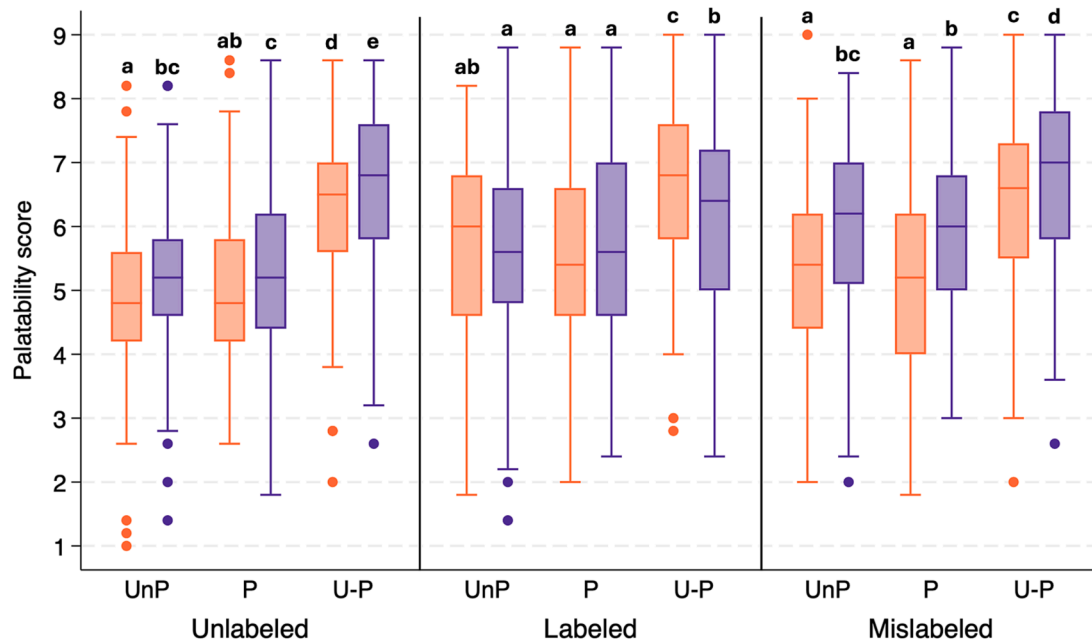 Palatability score
9
8
7
6
5
4
3
2
1
a bc ab c d e
ab a a a c b
a bc a b c d
UnP P U-P UnP P U-P UnP P U-P
Unlabeled Labeled Mislabeled